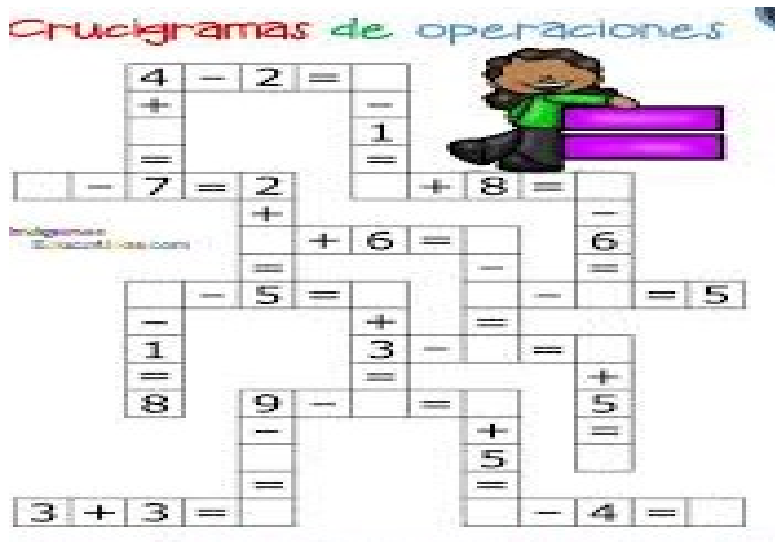 Crucigramas de operaciones
4 - 2 =
+ -
1
= =
- 7 = 2 + 8 =
+ -
+ 6 = 6
= - =
- 5 = - = 5
- + =
1 3 - =
= = +
8 9 - = 5
- + =
5
= =
3 + 3 = - 4 =